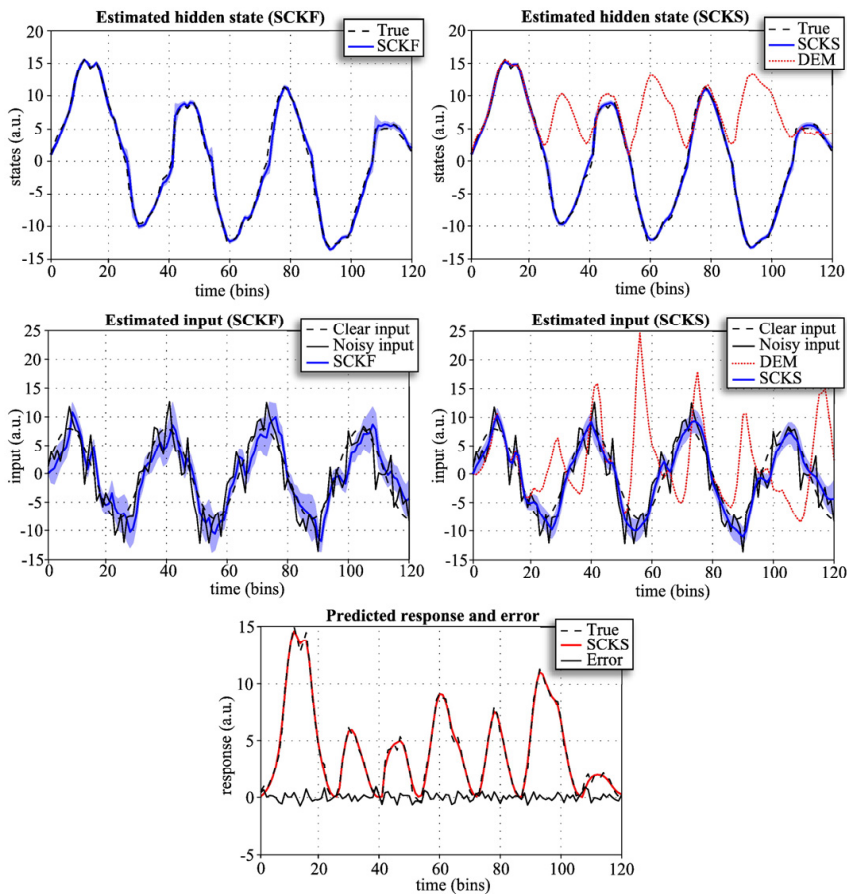 Estimated hidden state (SCKF)
True
SCKF
20
15
10
5
0
-5
-10
-15
states (a.u.)
0 20 40 60 80 100 120
time (bins)
Estimated hidden state (SCKS)
True
SCKS
DEM
20
15
10
5
0
-5
-10
-15
states (a.u.)
0 20 40 60 80 100 120
time (bins)
Estimated input (SCKF)
Clear input
Noisy input
SCKF
25
20
15
10
5
0
-5
-10
-15
input (a.u.)
0 20 40 60 80 100 120
time (bins)
Estimated input (SCKS)
Clear input
Noisy input
DEM
SCKS
25
20
15
10
5
0
-5
-10
-15
input (a.u.)
0 20 40 60 80 100 120
time (bins)
Predicted response and error
True
SCKS
Error
15
10
5
0
-5
response (a.u.)
0 20 40 60 80 100 120
time (bins)